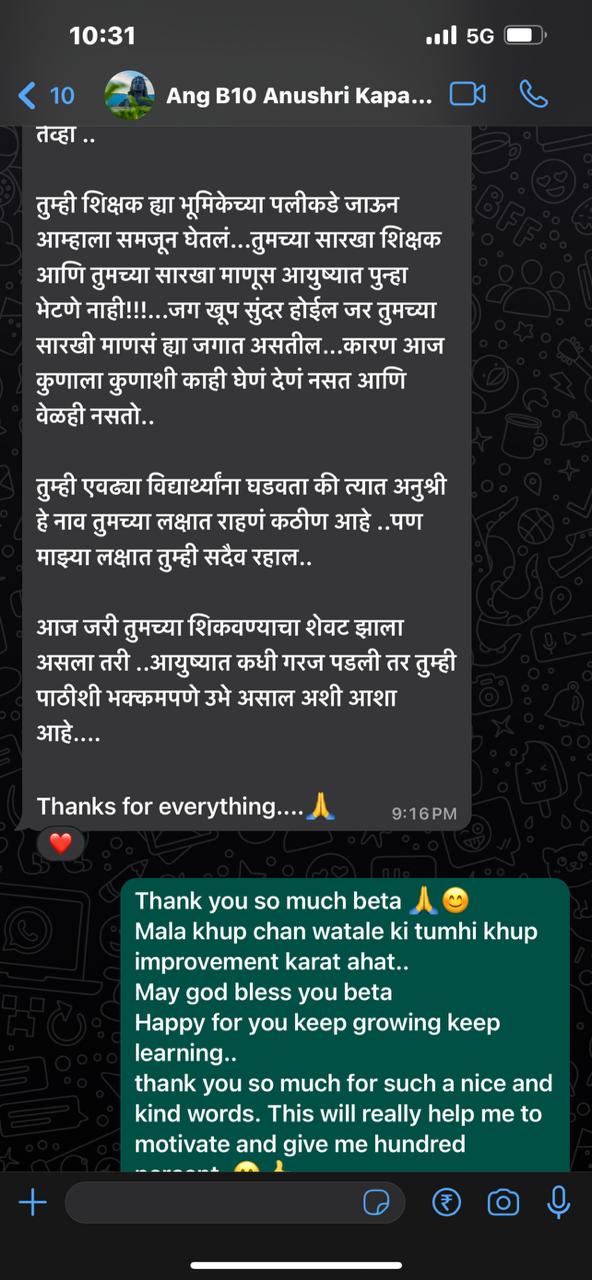 10:31
5G
10
Ang B10 Anushri Kapa...
तेव्हा ..
तुम्ही शिक्षक ह्या भूमिकेच्या पलीकडे जाऊन
आम्हाला समजून घेतलं...तुमच्या सारखा शिक्षक
आणि तुमच्या सारखा माणूस आयुष्यात पुन्हा
भेटणे नाही!!!...जग खूप सुंदर होईल जर तुमच्या
सारखी माणसं ह्या जगात असतील...कारण आज
कुणाला कुणाशी काही घेणं देणं नसत आणि
वेळही नसतो..
तुम्ही एवढ्या विद्यार्थ्यांना घडवता की त्यात अनुश्री
हे नाव तुमच्या लक्षात राहणं कठीण आहे ..पण
माझ्या लक्षात तुम्ही सदैव रहाल..
आज जरी तुमच्या शिकवण्याचा शेवट झाला
असला तरी ..आयुष्यात कधी गरज पडली तर तुम्ही
पाठीशी भक्कमपणे उभे असाल अशी आशा
आहे....
Thanks for everything....🙏
9:16 PM
❤️
Thank you so much beta 🙏😊
Mala khup chan watale ki tumhi khup
improvement karat ahat..
May god bless you beta
Happy for you keep growing keep
learning..
thank you so much for such a nice and
kind words. This will really help me to
motivate and give me hundred